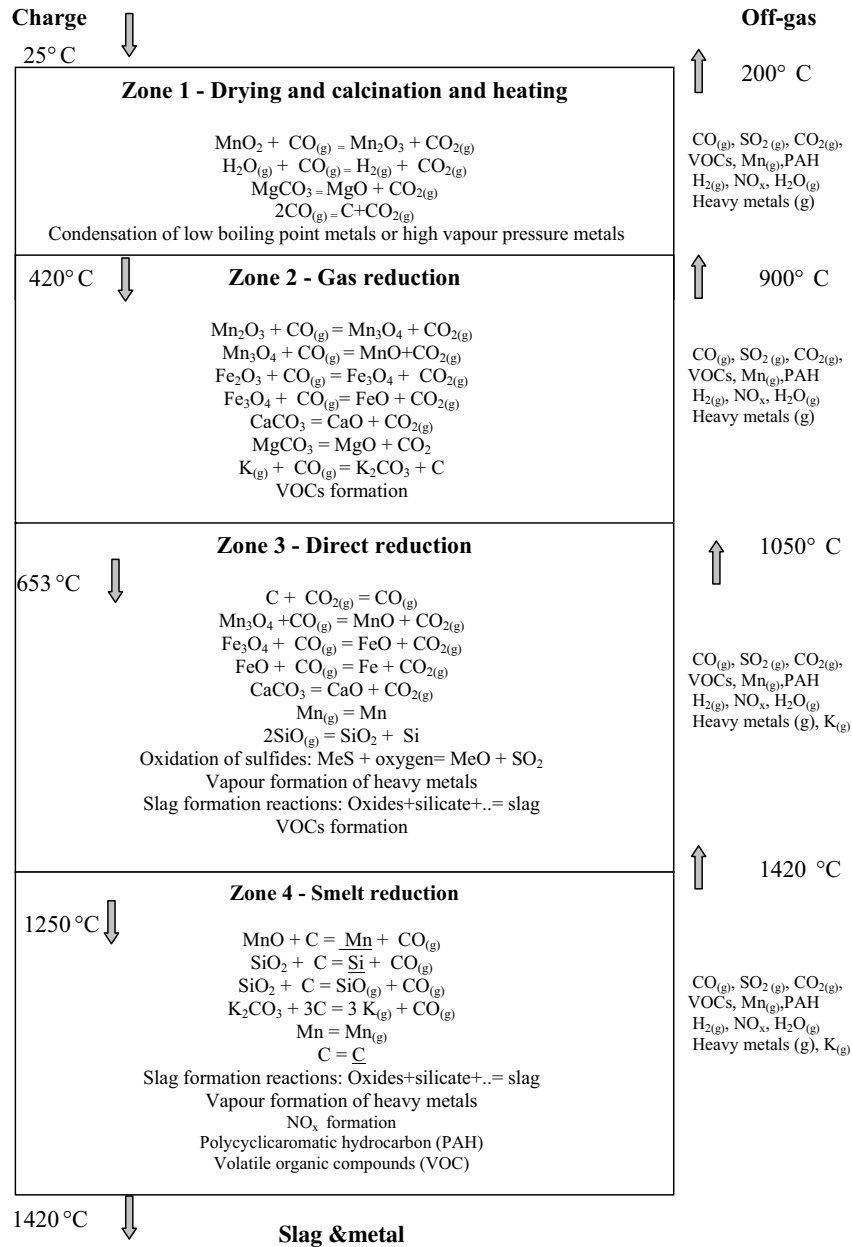 Charge
Off-gas
25° C
200° C
Zone 1 - Drying and calcination and heating
MnO2 + CO(g) = Mn2O3 + CO2(g)
H2O(g) + CO(g) = H2(g) + CO2(g)
MgCO3 = MgO + CO2(g)
2CO(g) = C+CO2(g)
Condensation of low boiling point metals or high vapour pressure metals
CO(g), SO2 (g), CO2(g),
VOCs, Mn(g),PAH
H2(g), NOx, H2O(g)
Heavy metals (g)
420° C
Zone 2 - Gas reduction
900° C
Mn2O3 + CO(g) = Mn3O4 + CO2(g)
Mn3O4 + CO(g) = MnO+CO2(g)
Fe2O3 + CO(g) = Fe3O4 + CO2(g)
Fe3O4 + CO(g)= FeO + CO2(g)
CaCO3 = CaO + CO2(g)
MgCO3 = MgO + CO2
K(g) + CO(g) = K2CO3 + C
VOCs formation
CO(g), SO2 (g), CO2(g),
VOCs, Mn(g),PAH
H2(g), NOx, H2O(g)
Heavy metals (g)
Zone 3 - Direct reduction
1050° C
653 °C
C + CO2(g) = CO(g)
Mn3O4 +CO(g) = MnO + CO2(g)
Fe3O4 + CO(g) = FeO + CO2(g)
FeO + CO(g) = Fe + CO2(g)
CaCO3 = CaO + CO2(g)
Mn(g) = Mn
2SiO(g) = SiO2 + Si
Oxidation of sulfides: MeS + oxygen= MeO + SO2
Vapour formation of heavy metals
Slag formation reactions: Oxides+silicate+..= slag
VOCs formation
CO(g), SO2 (g), CO2(g),
VOCs, Mn(g),PAH
H2(g), NOx, H2O(g)
Heavy metals (g), K(g)
1420 °C
Zone 4 - Smelt reduction
1250 °C
MnO + C = Mn + CO(g)
SiO2 + C = Si + CO(g)
SiO2 + C = SiO(g) + CO(g)
K2CO3 + 3C = 3 K(g) + CO(g)
Mn = Mn(g)
C = C
Slag formation reactions: Oxides+silicate+..= slag
Vapour formation of heavy metals
NOx formation
Polycyclicaromatic hydrocarbon (PAH)
Volatile organic compounds (VOC)
CO(g), SO2 (g), CO2(g),
VOCs, Mn(g),PAH
H2(g), NOx, H2O(g)
Heavy metals (g), K(g)
1420 °C
Slag &metal